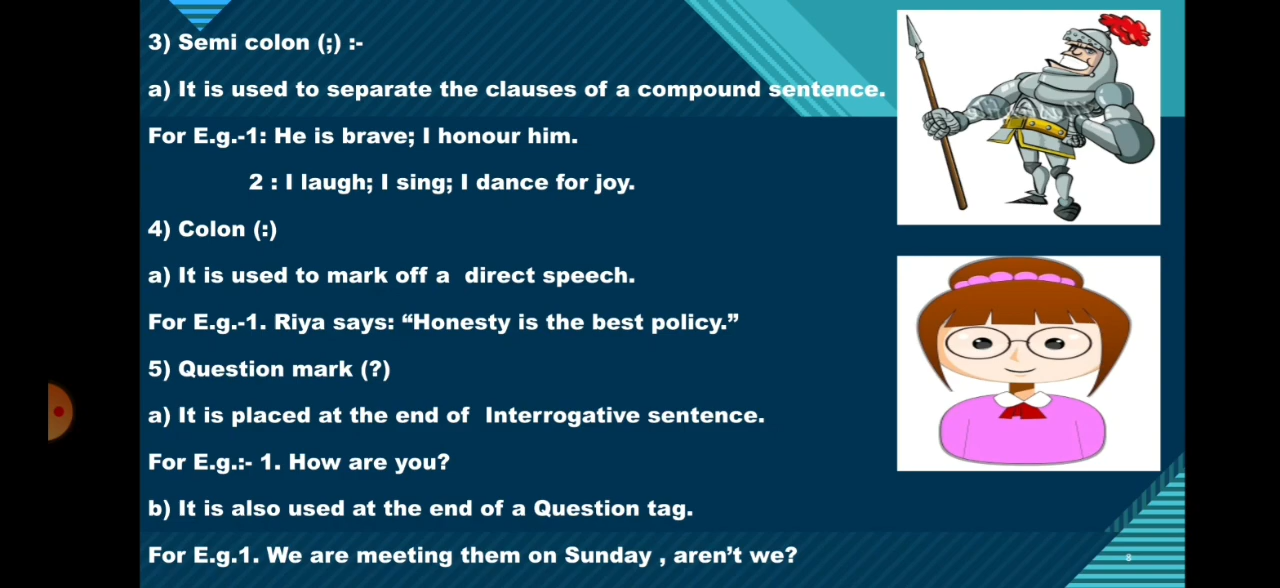 3) Semi colon (;) :-
a) It is used to separate the clauses of a compound sentence.
For E.g.-1: He is brave; I honour him.
2 : I laugh; I sing; I dance for joy.
4) Colon (:)
a) It is used to mark off a  direct speech.
For E.g.-1. Riya says: “Honesty is the best policy.”
5) Question mark (?)
a) It is placed at the end of  Interrogative sentence.
For E.g.:- 1. How are you?
b) It is also used at the end of a Question tag.
For E.g.1. We are meeting them on Sunday , aren’t we?
8